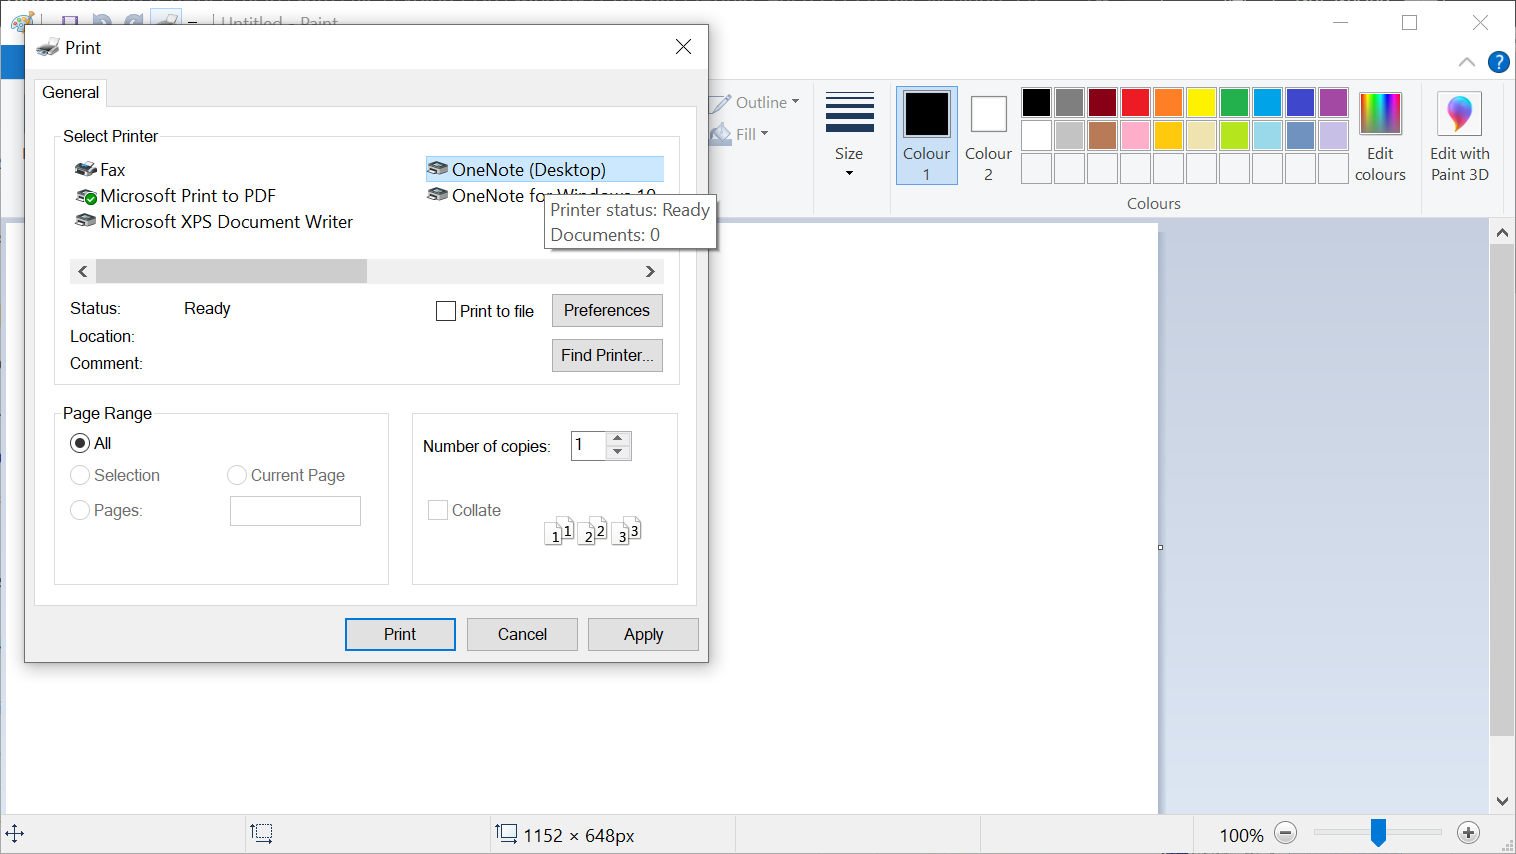 Untitled - Paint
Print
General
Select Printer
Fax
OneNote (Desktop)
Microsoft Print to PDF
OneNote for Windows 10
Microsoft XPS Document Writer
Printer status: Ready
Documents: 0
Status: Ready
Print to file
Preferences
Location:
Comment:
Find Printer...
Page Range
All
Selection
Current Page
Pages:
Number of copies: 1
Collate
1 1 2 2 3 3
Print
Cancel
Apply
Outline
Fill
Size
Colour
1
Colour
2
Edit
colours
Edit with
Paint 3D
Colours
?
1152 × 648px
100%